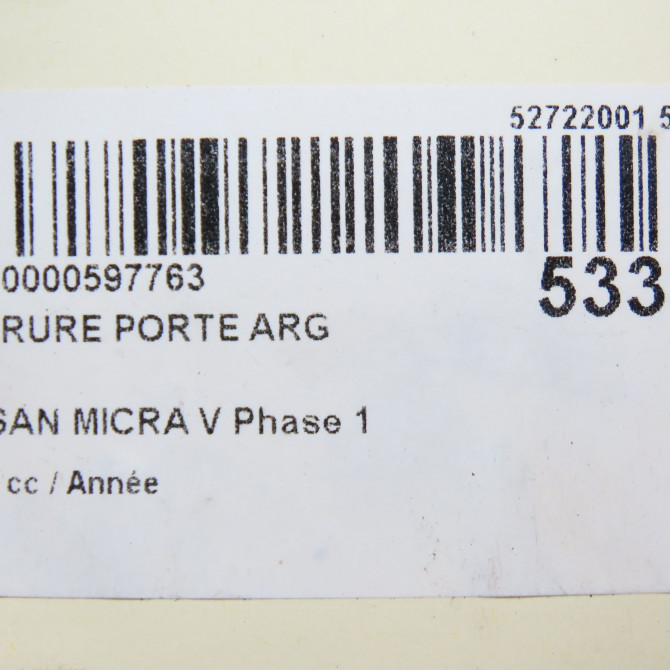 52722001 5
0000597763
533
RURE PORTE ARG
SAN MICRA V Phase 1
cc / Année